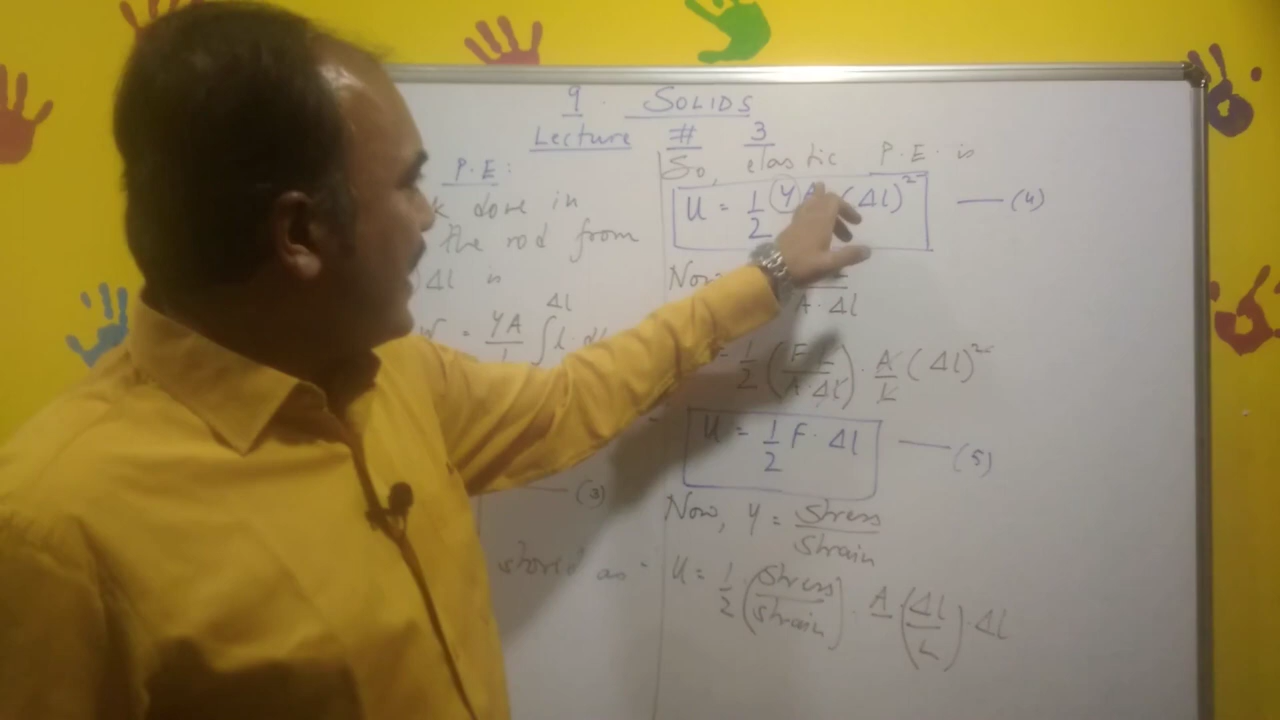 9. SOLIDS
Lecture # 3
P.E:
k done in
the rod from
) Δl is
W = YA ∫ l. dl
Δl
(3)
stored as
So, elastic P.E. is
U = 1/2 YA (Δl)² — (4)
Now,
A. Δl
= 1/2 (F L / A. Δl) . A/L (Δl)²
U = 1/2 F. Δl — (5)
Now, Y = Stress / Strain
U = 1/2 (Stress / Strain) . A (Δl / L) . Δl